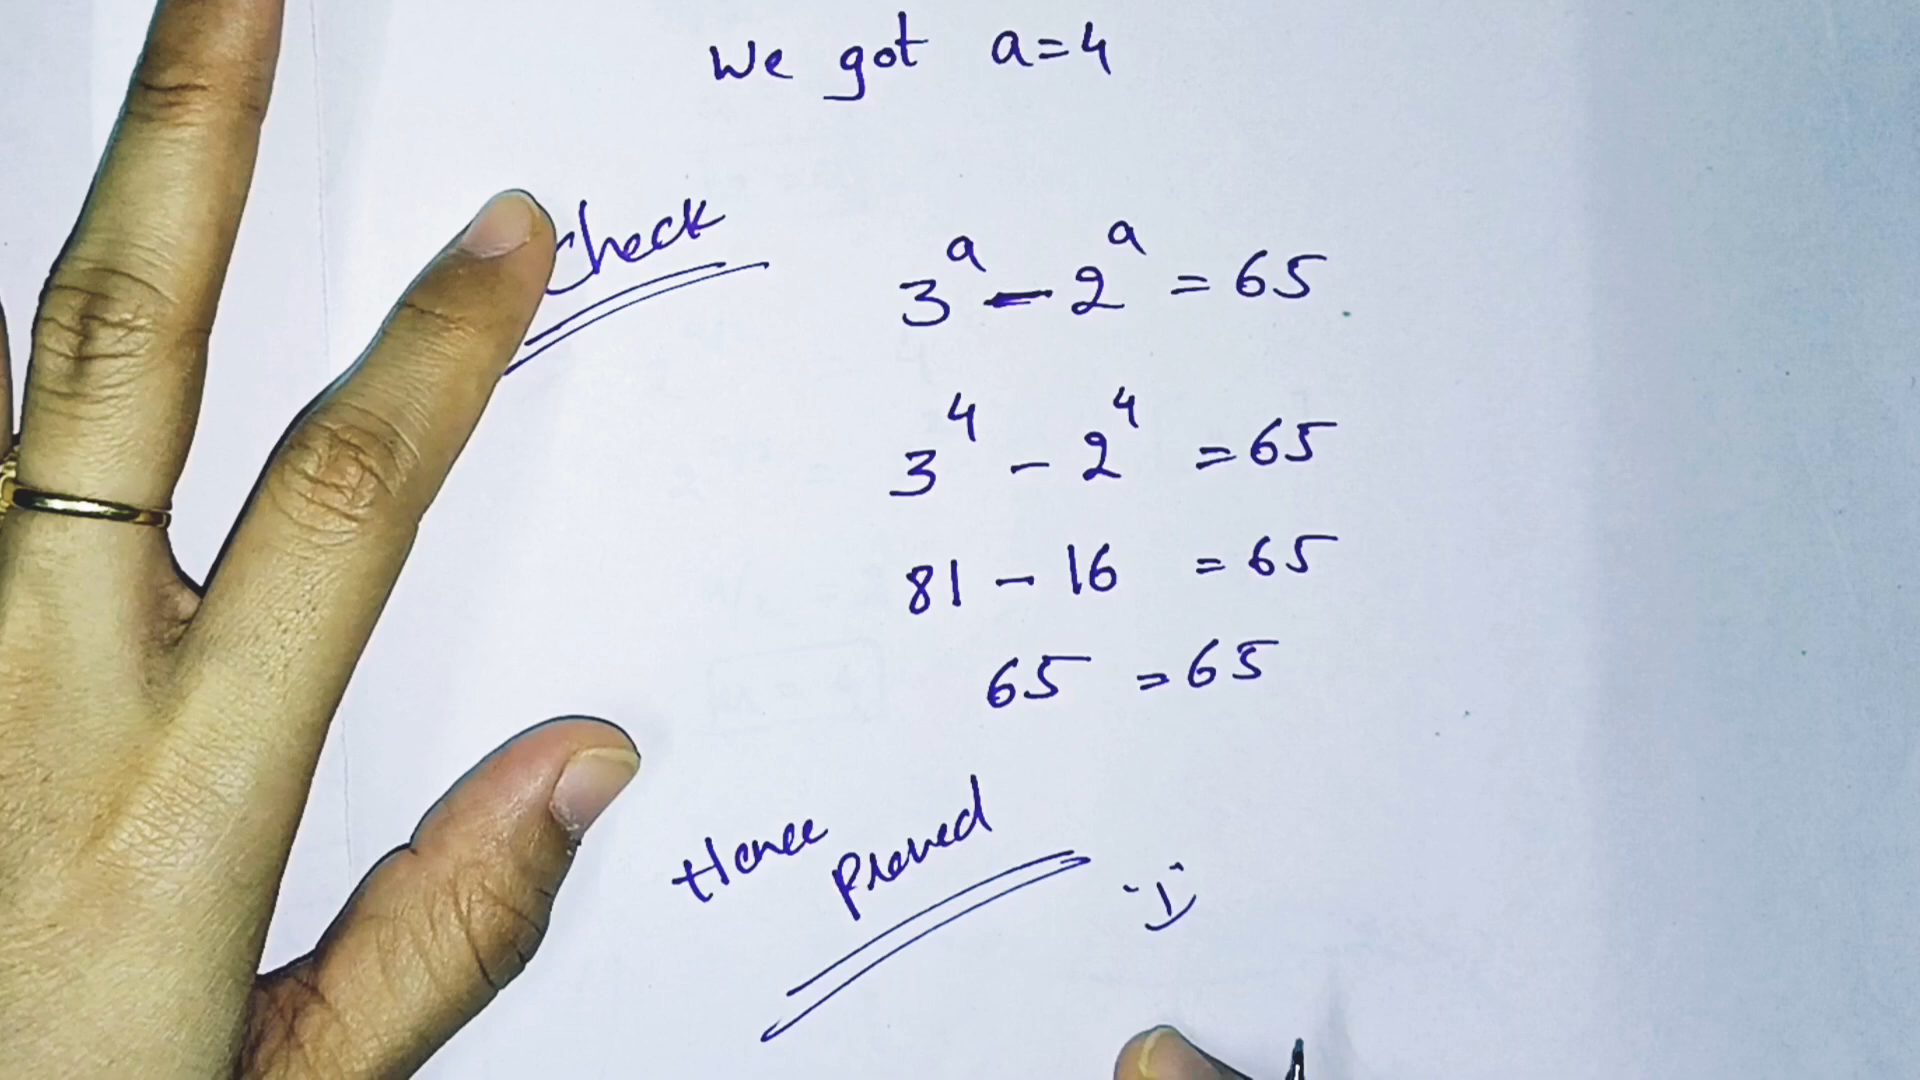 We got a=4
Check
3^a - 2^a = 65
3^4 - 2^4 = 65
81 - 16 = 65
65 = 65
Hence
Proved